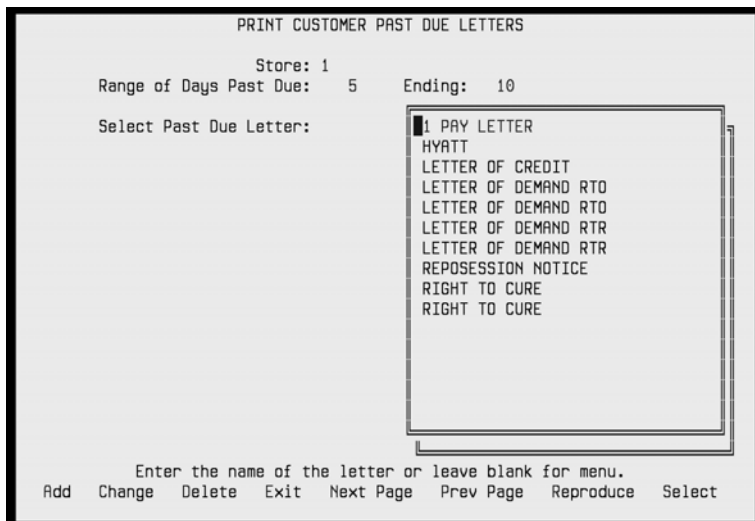 PRINT CUSTOMER PAST DUE LETTERS
Store: 1
Range of Days Past Due: 5 Ending: 10
Select Past Due Letter:
1 PAY LETTER
HYATT
LETTER OF CREDIT
LETTER OF DEMAND RTO
LETTER OF DEMAND RTO
LETTER OF DEMAND RTR
LETTER OF DEMAND RTR
REPOSESSION NOTICE
RIGHT TO CURE
RIGHT TO CURE
Enter the name of the letter or leave blank for menu.
Add Change Delete Exit Next Page Prev Page Reproduce Select